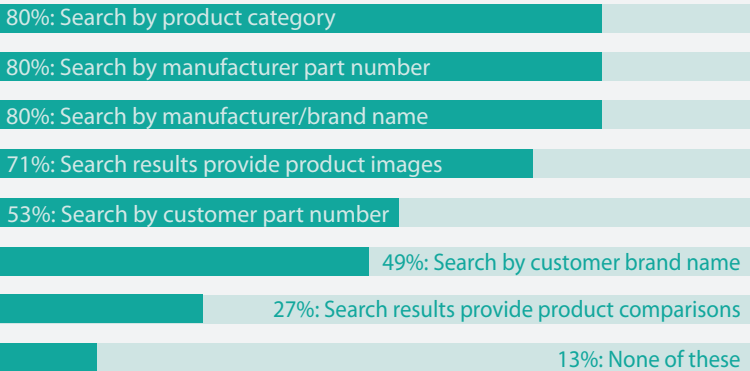 80%: Search by product category
80%: Search by manufacturer part number
80%: Search by manufacturer/brand name
71%: Search results provide product images
53%: Search by customer part number
49%: Search by customer brand name
27%: Search results provide product comparisons
13%: None of these